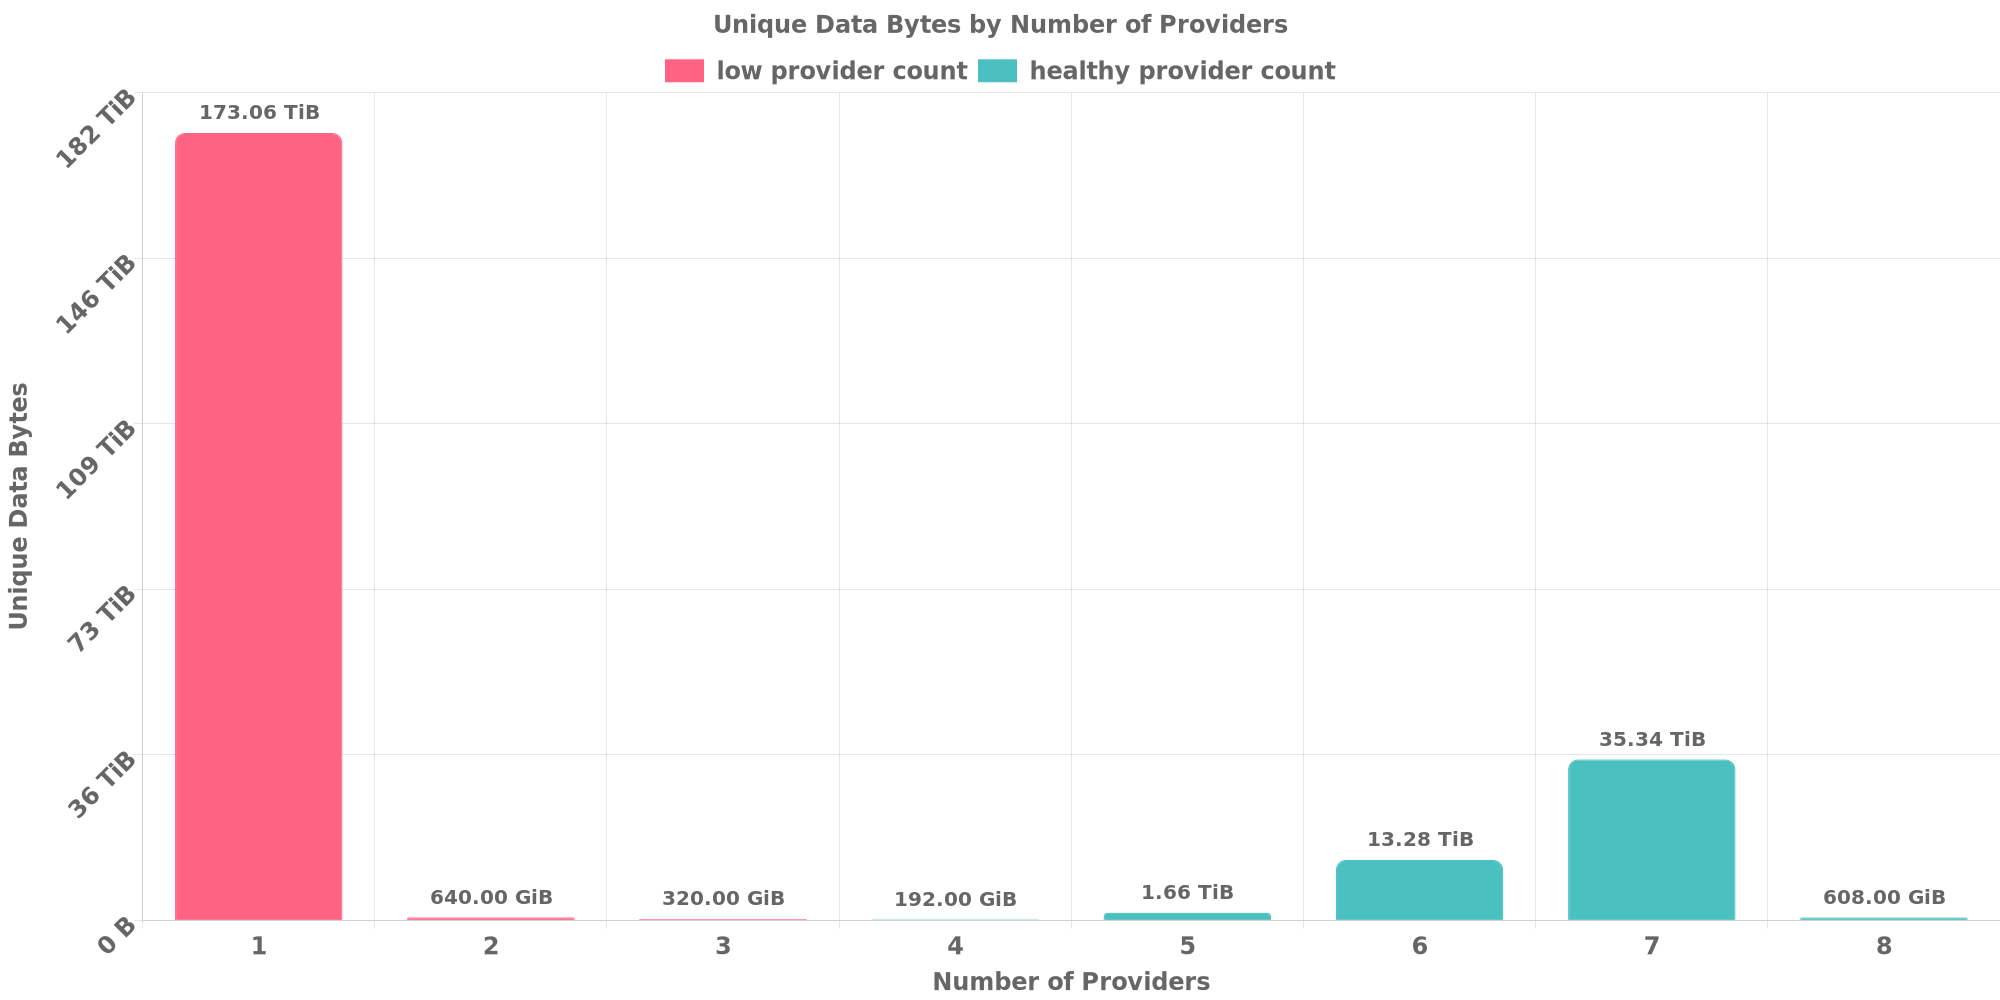 Unique Data Bytes by Number of Providers
low provider count healthy provider count
182 TiB
146 TiB
109 TiB
73 TiB
36 TiB
0 B
Unique Data Bytes
173.06 TiB
640.00 GiB
320.00 GiB
192.00 GiB
1.66 TiB
13.28 TiB
35.34 TiB
608.00 GiB
1 2 3 4 5 6 7 8
Number of Providers